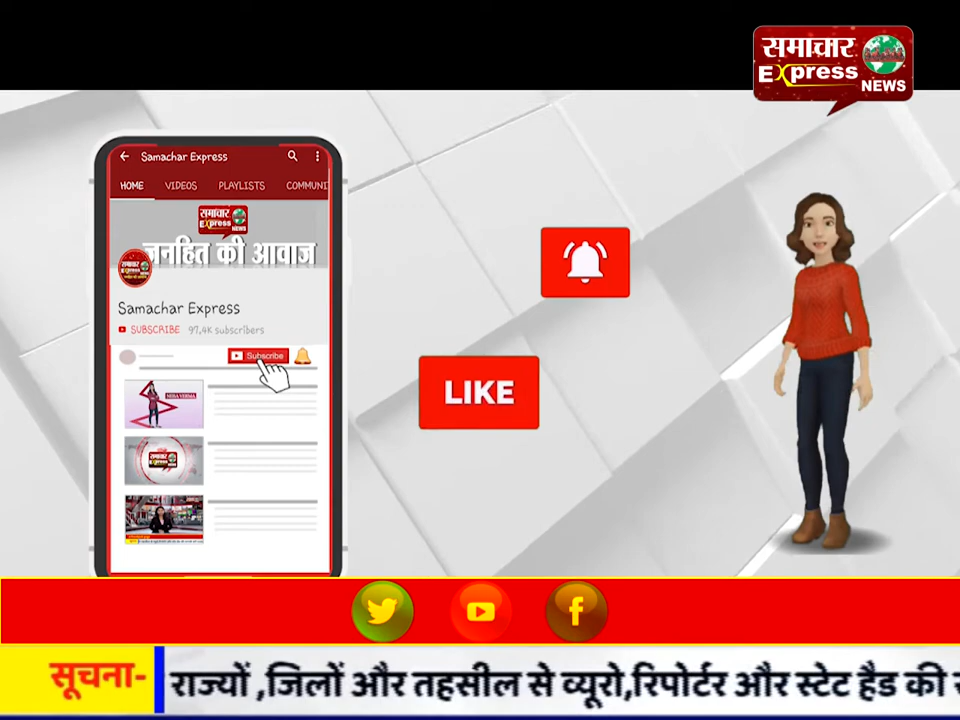 समाचार
Express
NEWS
Samachar Express
HOME VIDEOS PLAYLISTS COMMUNI
समाचार
Express
NEWS
जनहित की आवाज
Samachar Express
SUBSCRIBE 97,4K subscribers
Subscribe
LIKE
सूचना- राज्यों ,जिलों और तहसील से व्यूरो,रिपोर्टर और स्टेट हैड की